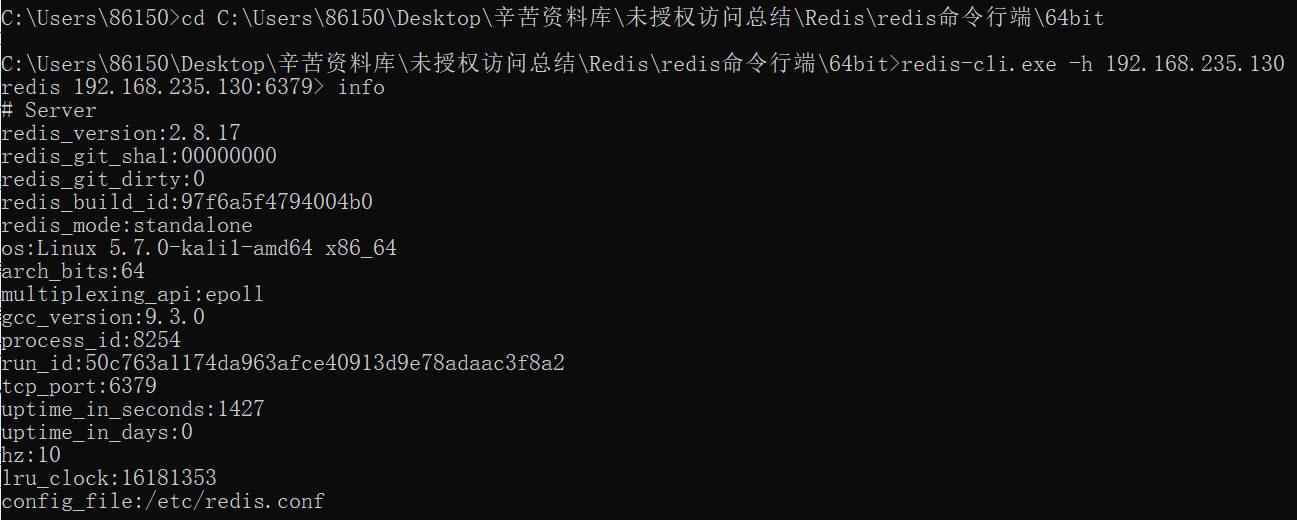 C:\Users\86150>cd C:\Users\86150\Desktop\辛苦资料库\未授权访问总结\Redis\redis命令行端\64bit
C:\Users\86150\Desktop\辛苦资料库\未授权访问总结\Redis\redis命令行端\64bit>redis-cli.exe -h 192.168.235.130
redis 192.168.235.130:6379> info
# Server
redis_version:2.8.17
redis_git_sha1:00000000
redis_git_dirty:0
redis_build_id:97f6a5f4794004b0
redis_mode:standalone
os:Linux 5.7.0-kali1-amd64 x86_64
arch_bits:64
multiplexing_api:epoll
gcc_version:9.3.0
process_id:8254
run_id:50c763a1174da963afce40913d9e78adaac3f8a2
tcp_port:6379
uptime_in_seconds:1427
uptime_in_days:0
hz:10
lru_clock:16181353
config_file:/etc/redis.conf